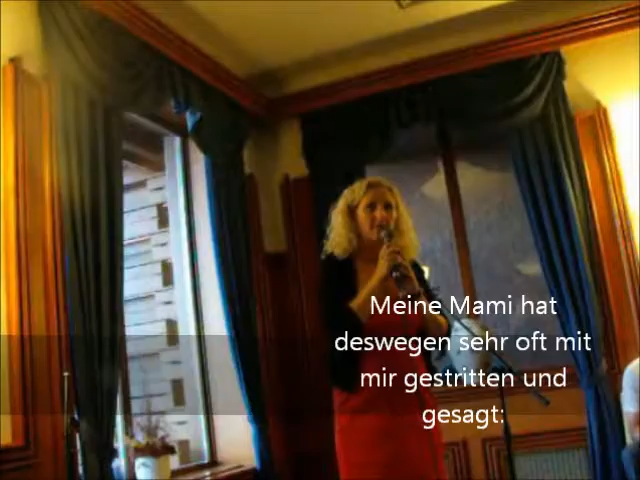 Meine Mami hat
deswegen sehr oft mit
mir gestritten und
gesagt: